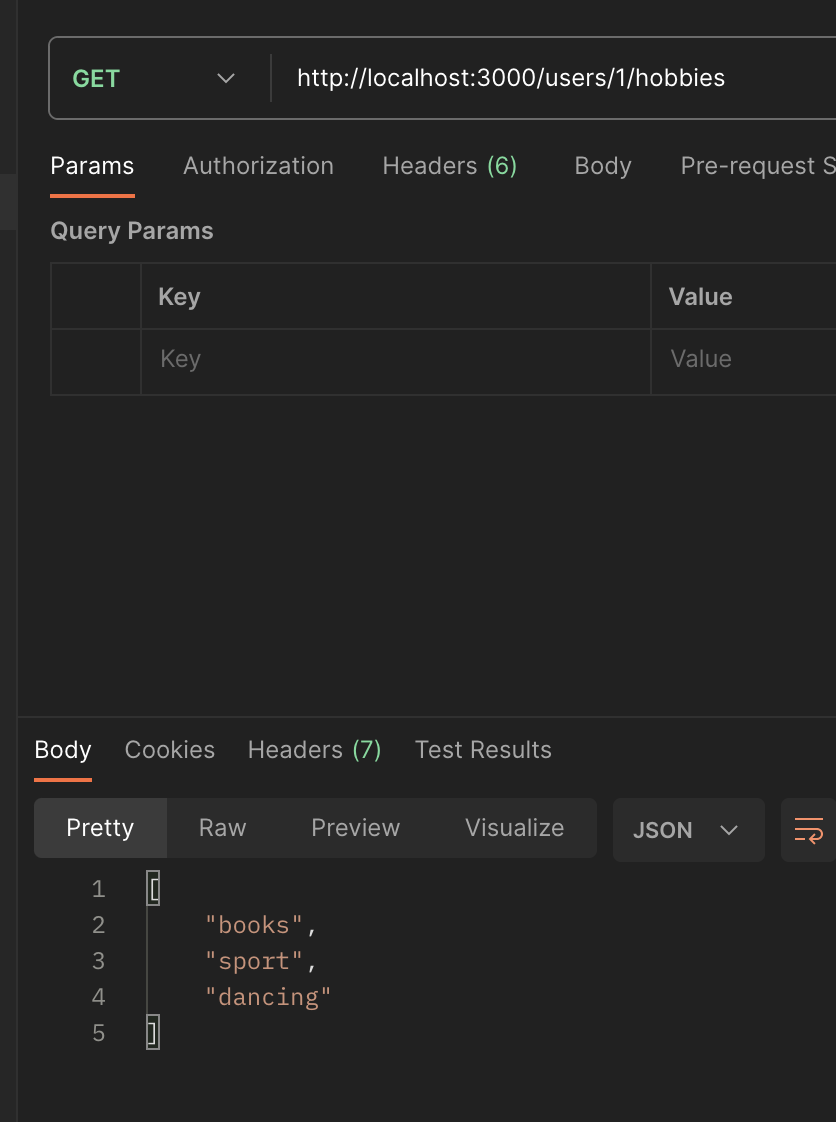 GET http://localhost:3000/users/1/hobbies
Params Authorization Headers (6) Body Pre-request S
Query Params
Key Value
Key Value
Body Cookies Headers (7) Test Results
Pretty Raw Preview Visualize JSON
1 [
2 "books",
3 "sport",
4 "dancing"
5 ]